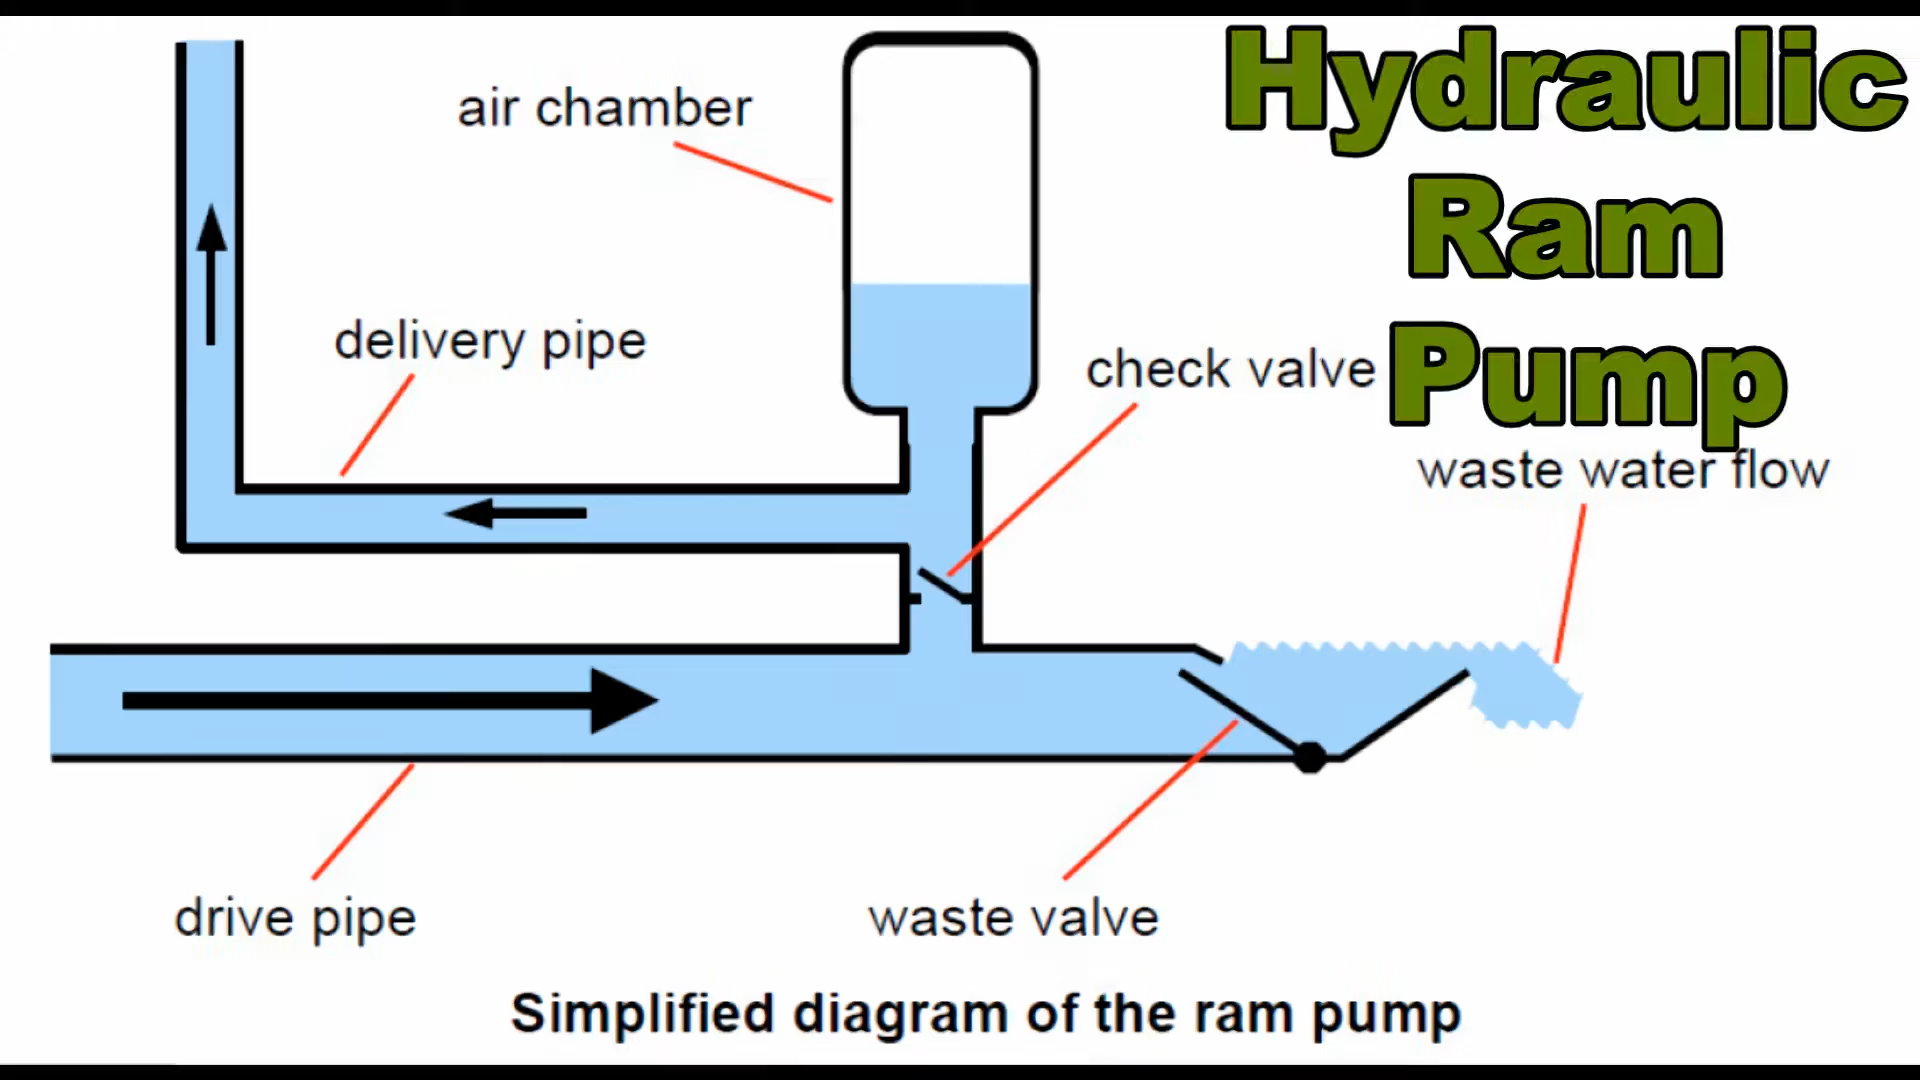 Hydraulic
Ram
Pump
air chamber
delivery pipe
check valve
waste water flow
drive pipe
waste valve
Simplified diagram of the ram pump